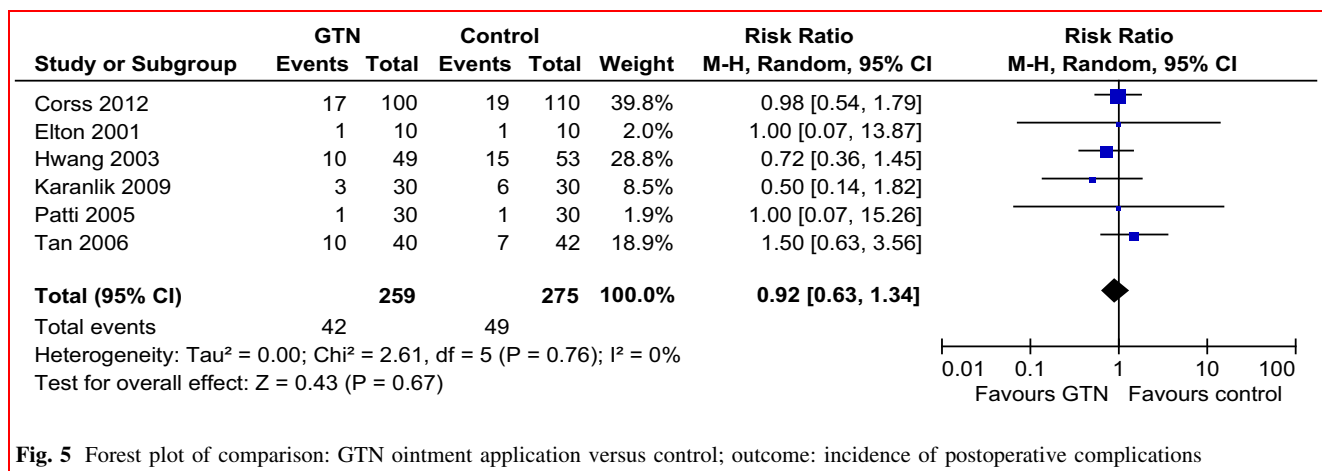 GTN Control Risk Ratio Risk Ratio
Study or Subgroup Events Total Events Total Weight M-H, Random, 95% CI M-H, Random, 95% CI
Corss 2012 17 100 19 110 39.8% 0.98 [0.54, 1.79]
Elton 2001 1 10 1 10 2.0% 1.00 [0.07, 13.87]
Hwang 2003 10 49 15 53 28.8% 0.72 [0.36, 1.45]
Karanlik 2009 3 30 6 30 8.5% 0.50 [0.14, 1.82]
Patti 2005 1 30 1 30 1.9% 1.00 [0.07, 15.26]
Tan 2006 10 40 7 42 18.9% 1.50 [0.63, 3.56]
Total (95% CI) 259 275 100.0% 0.92 [0.63, 1.34]
Total events 42 49
Heterogeneity: Tau² = 0.00; Chi² = 2.61, df = 5 (P = 0.76); I² = 0%
Test for overall effect: Z = 0.43 (P = 0.67)
0.01 0.1 1 10 100
Favours GTN Favours control
Fig. 5 Forest plot of comparison: GTN ointment application versus control; outcome: incidence of postoperative complications